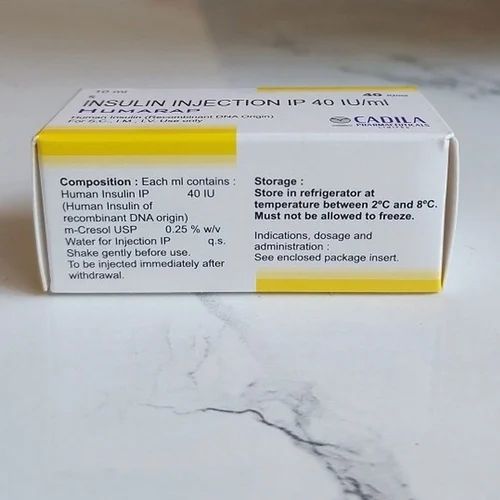 10 ml
40 IU/ml
INSULIN INJECTION IP 40 IU/ml
HUMARAP
Human Insulin (Recombinant DNA Origin)
For S.C., I.M., I.V. Use only
CADILA
PHARMACEUTICALS
LIMITED
Composition : Each ml contains :
Human Insulin IP 40 IU
(Human Insulin of
recombinant DNA origin)
m-Cresol USP 0.25 % w/v
Water for Injection IP q.s.
Shake gently before use.
To be injected immediately after
withdrawal.
Storage :
Store in refrigerator at
temperature between 2ºC and 8ºC.
Must not be allowed to freeze.
Indications, dosage and
administration :
See enclosed package insert.